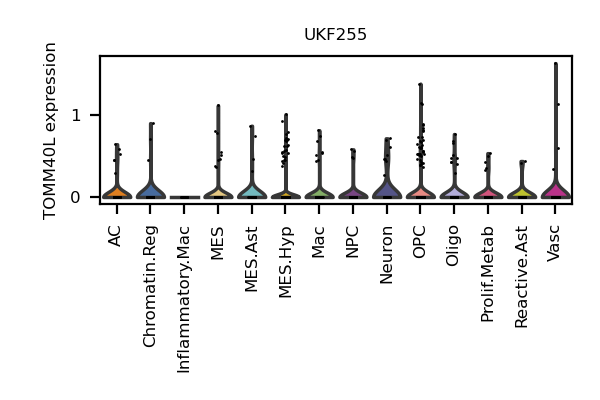 UKF255
TOMM40L expression
1
0
AC
Chromatin.Reg
Inflammatory.Mac
MES
MES.Ast
MES.Hyp
Mac
NPC
Neuron
OPC
Oligo
Prolif.Metab
Reactive.Ast
Vasc